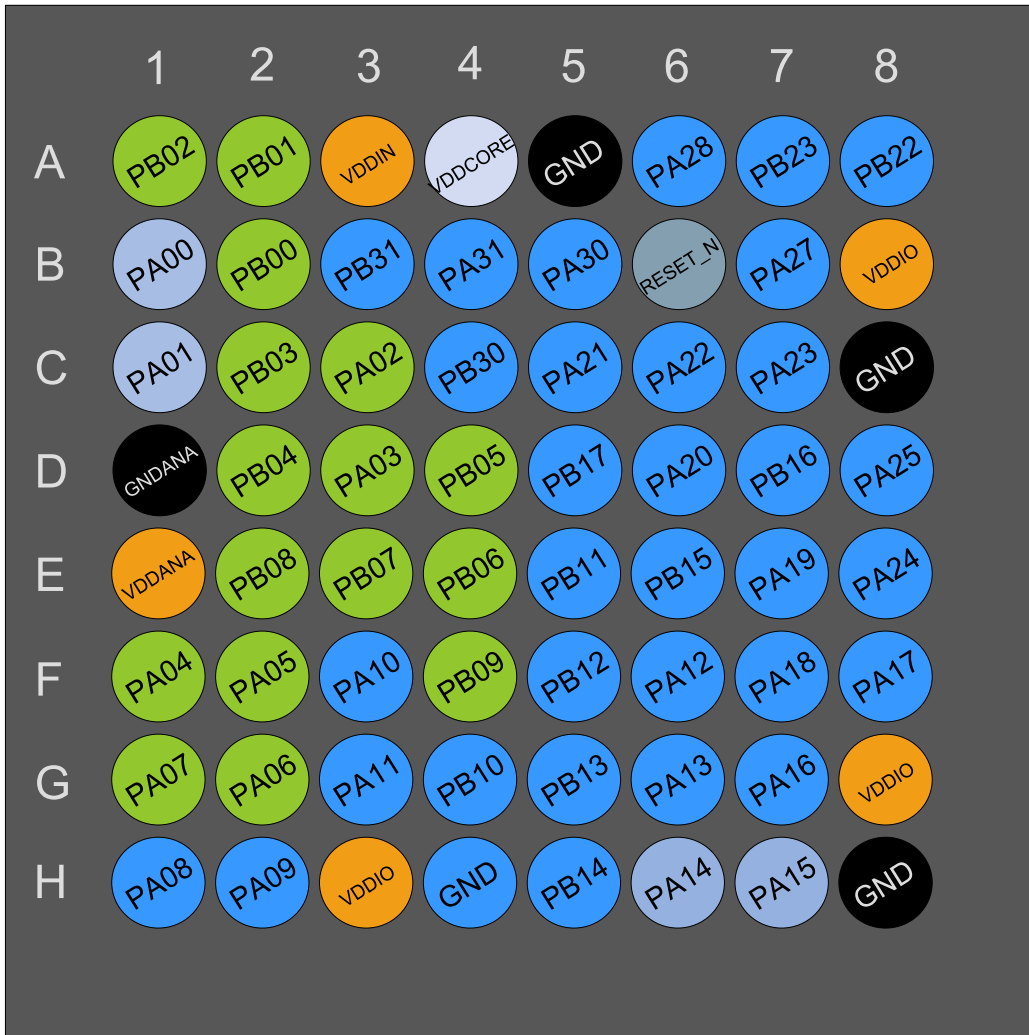 1 2 3 4 5 6 7 8
A PB02 PB01 VDDIN VDDCORE GND PA28 PB23 PB22
B PA00 PB00 PB31 PA31 PA30 RESET_N PA27 VDDIO
C PA01 PB03 PA02 PB30 PA21 PA22 PA23 GND
D GNDANA PB04 PA03 PB05 PB17 PA20 PB16 PA25
E VDDANA PB08 PB07 PB06 PB11 PB15 PA19 PA24
F PA04 PA05 PA10 PB09 PB12 PA12 PA18 PA17
G PA07 PA06 PA11 PB10 PB13 PA13 PA16 VDDIO
H PA08 PA09 VDDIO GND PB14 PA14 PA15 GND